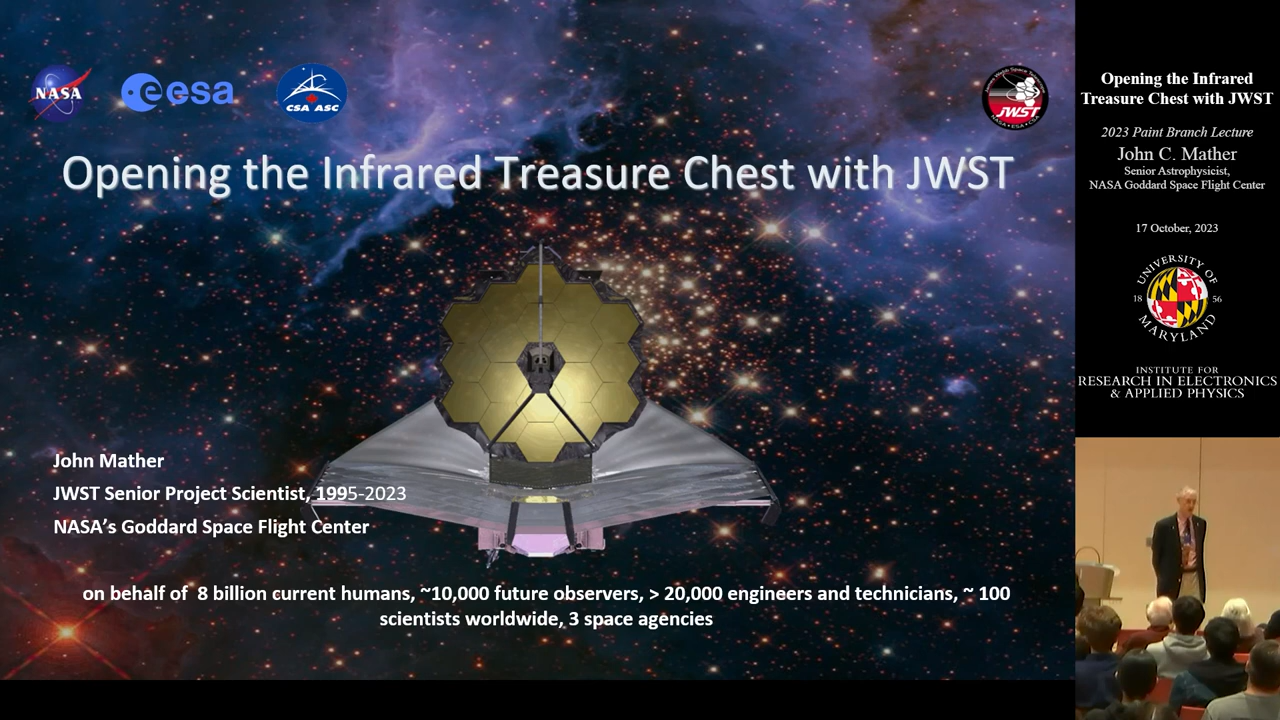 NASA
esa
CSA ASC
JWST
Opening the Infrared Treasure Chest with JWST
John Mather
JWST Senior Project Scientist, 1995-2023
NASA's Goddard Space Flight Center
on behalf of 8 billion current humans, ~10,000 future observers, > 20,000 engineers and technicians, ~ 100
scientists worldwide, 3 space agencies
Opening the Infrared
Treasure Chest with JWST
2023 Paint Branch Lecture
John C. Mather
Senior Astrophysicist,
NASA Goddard Space Flight Center
17 October, 2023
UNIVERSITY OF
18 56
MARYLAND
INSTITUTE FOR
RESEARCH IN ELECTRONICS
& APPLIED PHYSICS